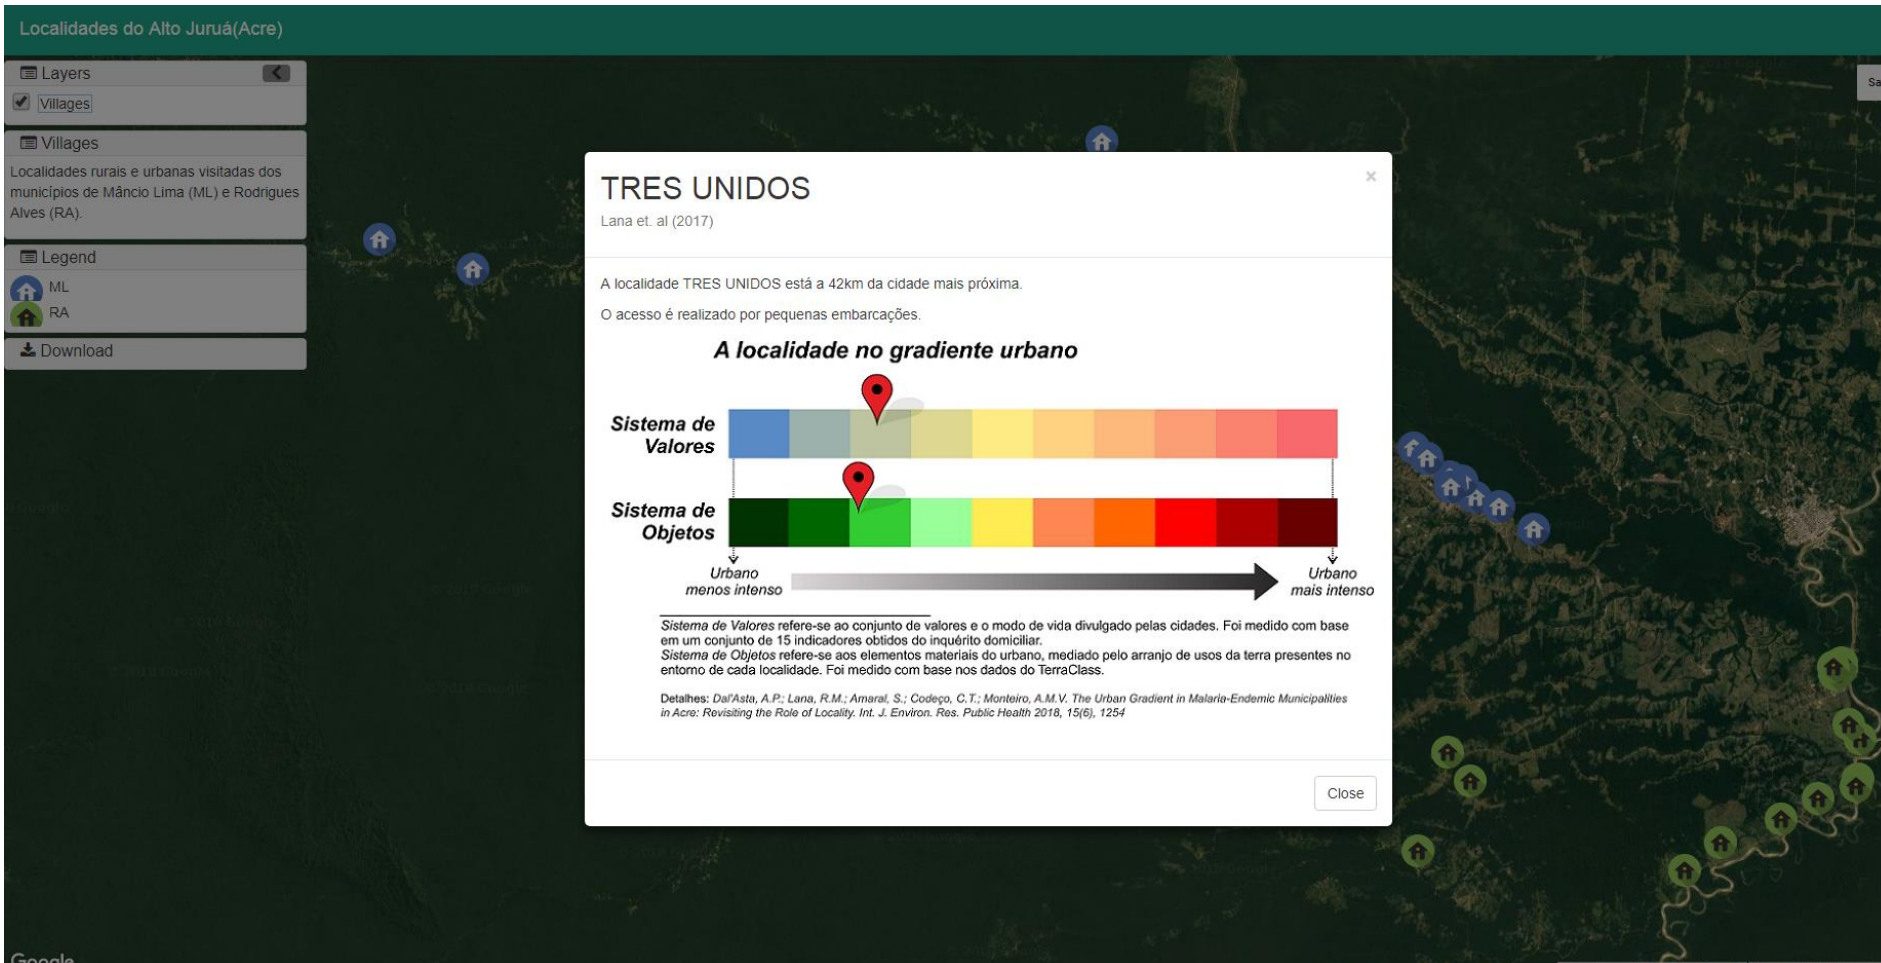 Localidades do Alto Juruá(Acre)
Layers
Villages
Villages
Localidades rurais e urbanas visitadas dos
municípios de Mâncio Lima (ML) e Rodrigues
Alves (RA).
Legend
ML
RA
Download
Sa
TRES UNIDOS
×
Lana et. al (2017)
A localidade TRES UNIDOS está a 42km da cidade mais próxima.
O acesso é realizado por pequenas embarcações.
A localidade no gradiente urbano
Sistema de
Valores
Sistema de
Objetos
Urbano
menos intenso
Urbano
mais intenso
Sistema de Valores refere-se ao conjunto de valores e o modo de vida divulgado pelas cidades. Foi medido com base
em um conjunto de 15 indicadores obtidos do inquérito domiciliar.
Sistema de Objetos refere-se aos elementos materiais do urbano, mediado pelo arranjo de usos da terra presentes no
entorno de cada localidade. Foi medido com base nos dados do TerraClass.
Detalhes: Dal'Asta, A.P.; Lana, R.M.; Amaral, S.; Codeço, C.T.; Monteiro, A.M.V. The Urban Gradient in Malaria-Endemic Municipalities
in Acre: Revisiting the Role of Locality. Int. J. Environ. Res. Public Health 2018, 15(6), 1254
Close
Google